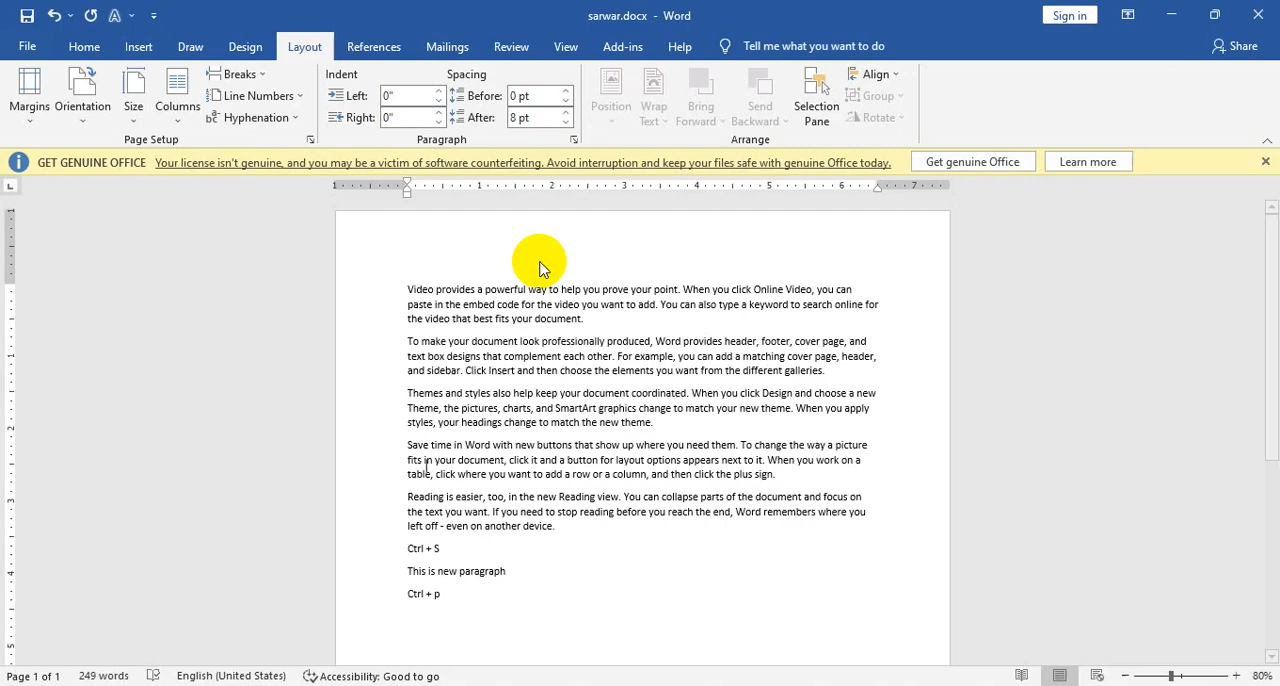 sarwar.docx - Word
Sign in
File Home Insert Draw Design Layout References Mailings Review View Add-ins Help Tell me what you want to do Share
Margins Orientation Size Columns Breaks Line Numbers Hyphenation
Page Setup
Indent Spacing
Left: 0" Before: 0 pt
Right: 0" After: 8 pt
Paragraph
Position Wrap Text Bring Forward Send Backward Selection Pane Align Group Rotate
Arrange
GET GENUINE OFFICE Your license isn't genuine, and you may be a victim of software counterfeiting. Avoid interruption and keep your files safe with genuine Office today. Get genuine Office Learn more
1 1 2 3 4 5 6 7
Video provides a powerful way to help you prove your point. When you click Online Video, you can
paste in the embed code for the video you want to add. You can also type a keyword to search online for
the video that best fits your document.
To make your document look professionally produced, Word provides header, footer, cover page, and
text box designs that complement each other. For example, you can add a matching cover page, header,
and sidebar. Click Insert and then choose the elements you want from the different galleries.
Themes and styles also help keep your document coordinated. When you click Design and choose a new
Theme, the pictures, charts, and SmartArt graphics change to match your new theme. When you apply
styles, your headings change to match the new theme.
Save time in Word with new buttons that show up where you need them. To change the way a picture
fits in your document, click it and a button for layout options appears next to it. When you work on a
table, click where you want to add a row or a column, and then click the plus sign.
Reading is easier, too, in the new Reading view. You can collapse parts of the document and focus on
the text you want. If you need to stop reading before you reach the end, Word remembers where you
left off - even on another device.
Ctrl + S
This is new paragraph
Ctrl + p
Page 1 of 1 249 words English (United States) Accessibility: Good to go 80%